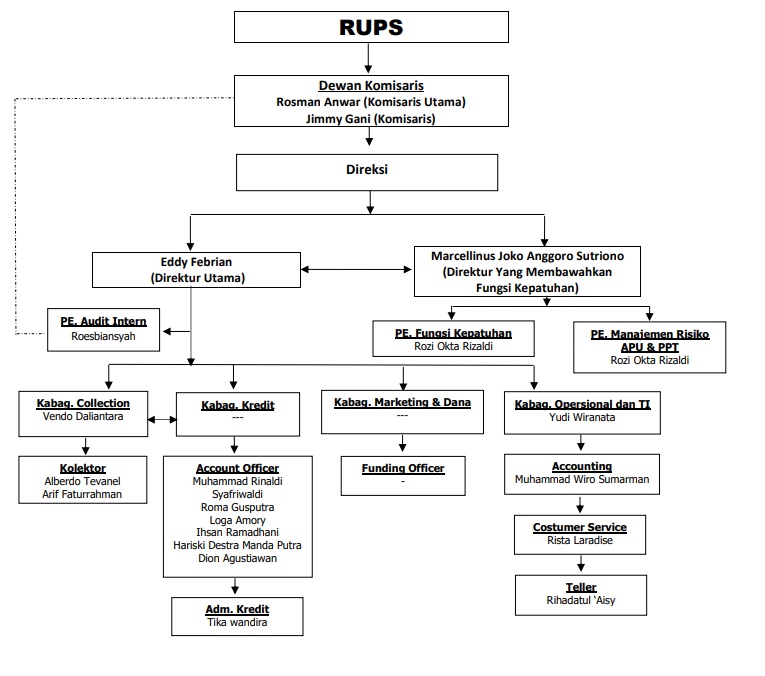 RUPS
Dewan Komisaris
Rosman Anwar (Komisaris Utama)
Jimmy Gani (Komisaris)
Direksi
Eddy Febrian
(Direktur Utama)
Marcellinus Joko Anggoro Sutriono
(Direktur Yang Membawahkan
Fungsi Kepatuhan)
PE. Audit Intern
Roesbiansyah
PE. Fungsi Kepatuhan
Rozi Okta Rizaldi
PE. Manajemen Risiko
APU & PPT
Rozi Okta Rizaldi
Kabag. Collection
Vendo Daliantara
Kabag. Kredit
---
Kabag. Marketing & Dana
---
Kabag. Opersional dan TI
Yudi Wiranata
Kolektor
Alberdo Tevanel
Arif Faturrahman
Account Officer
Muhammad Rinaldi
Syafriwaldi
Roma Gusputra
Loga Amory
Ihsan Ramadhani
Hariski Destra Manda Putra
Dion Agustiawan
Funding Officer
-
Accounting
Muhammad Wiro Sumarman
Costumer Service
Rista Laradise
Teller
Rihadatul ‘Aisy
Adm. Kredit
Tika wandira